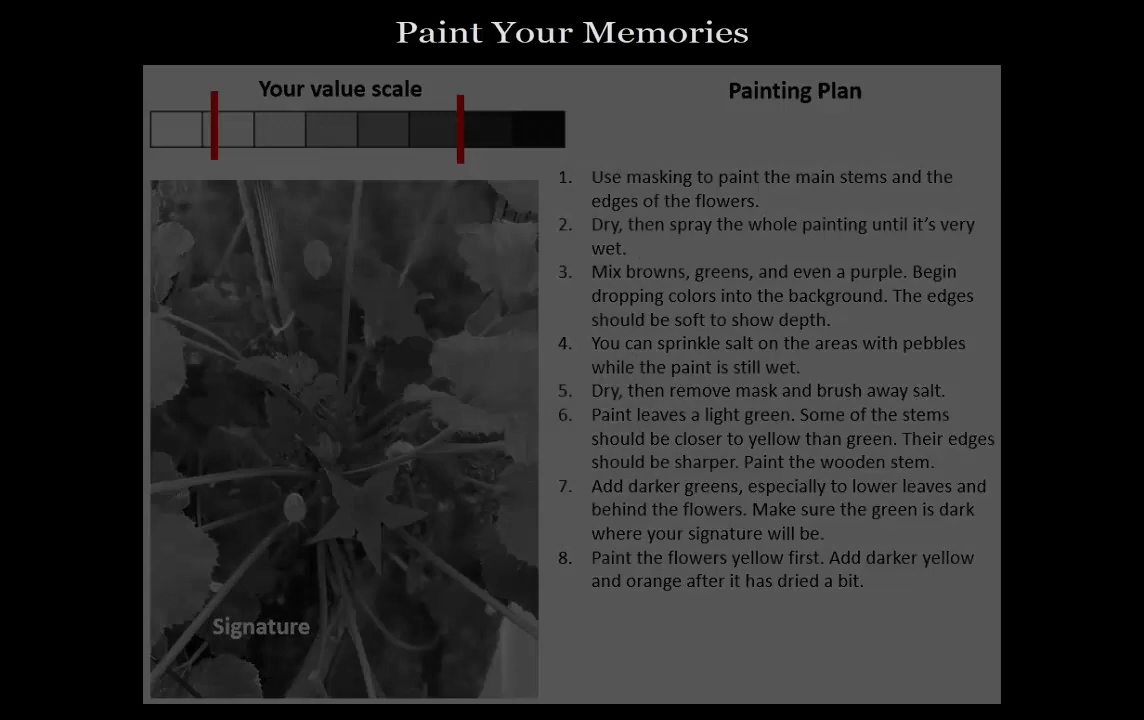 Paint Your Memories
Your value scale
Painting Plan
1. Use masking to paint the main stems and the
edges of the flowers.
2. Dry, then spray the whole painting until it’s very
wet.
3. Mix browns, greens, and even a purple. Begin
dropping colors into the background. The edges
should be soft to show depth.
4. You can sprinkle salt on the areas with pebbles
while the paint is still wet.
5. Dry, then remove mask and brush away salt.
6. Paint leaves a light green. Some of the stems
should be closer to yellow than green. Their edges
should be sharper. Paint the wooden stem.
7. Add darker greens, especially to lower leaves and
behind the flowers. Make sure the green is dark
where your signature will be.
8. Paint the flowers yellow first. Add darker yellow
and orange after it has dried a bit.
Signature